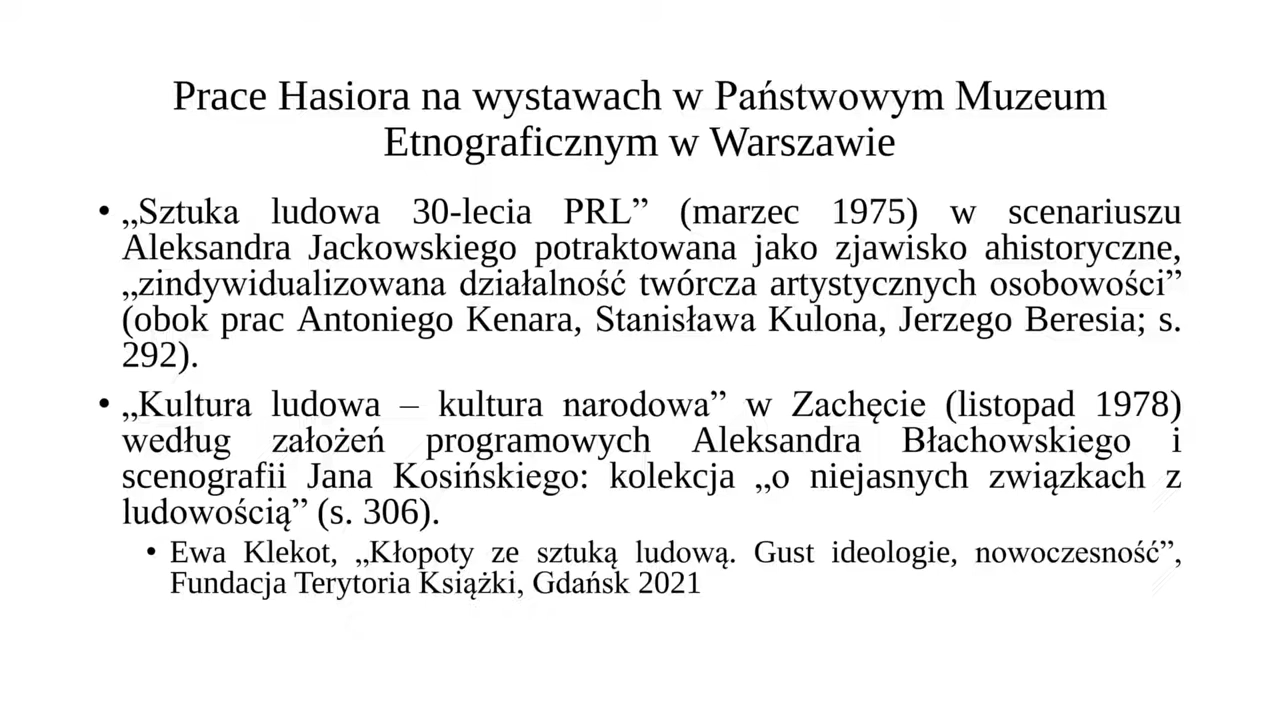 Prace Hasiora na wystawach w Państwowym Muzeum
Etnograficznym w Warszawie
• „Sztuka ludowa 30-lecia PRL” (marzec 1975) w scenariuszu
Aleksandra Jackowskiego potraktowana jako zjawisko ahistoryczne,
„zindywidualizowana działalność twórcza artystycznych osobowości”
(obok prac Antoniego Kenara, Stanisława Kulona, Jerzego Beresia; s.
292).
• „Kultura ludowa – kultura narodowa” w Zachęcie (listopad 1978)
według założeń programowych Aleksandra Błachowskiego i
scenografii Jana Kosińskiego: kolekcja „o niejasnych związkach z
ludowością” (s. 306).
• Ewa Klekot, „Kłopoty ze sztuką ludową. Gust ideologie, nowoczesność”,
Fundacja Terytoria Książki, Gdańsk 2021